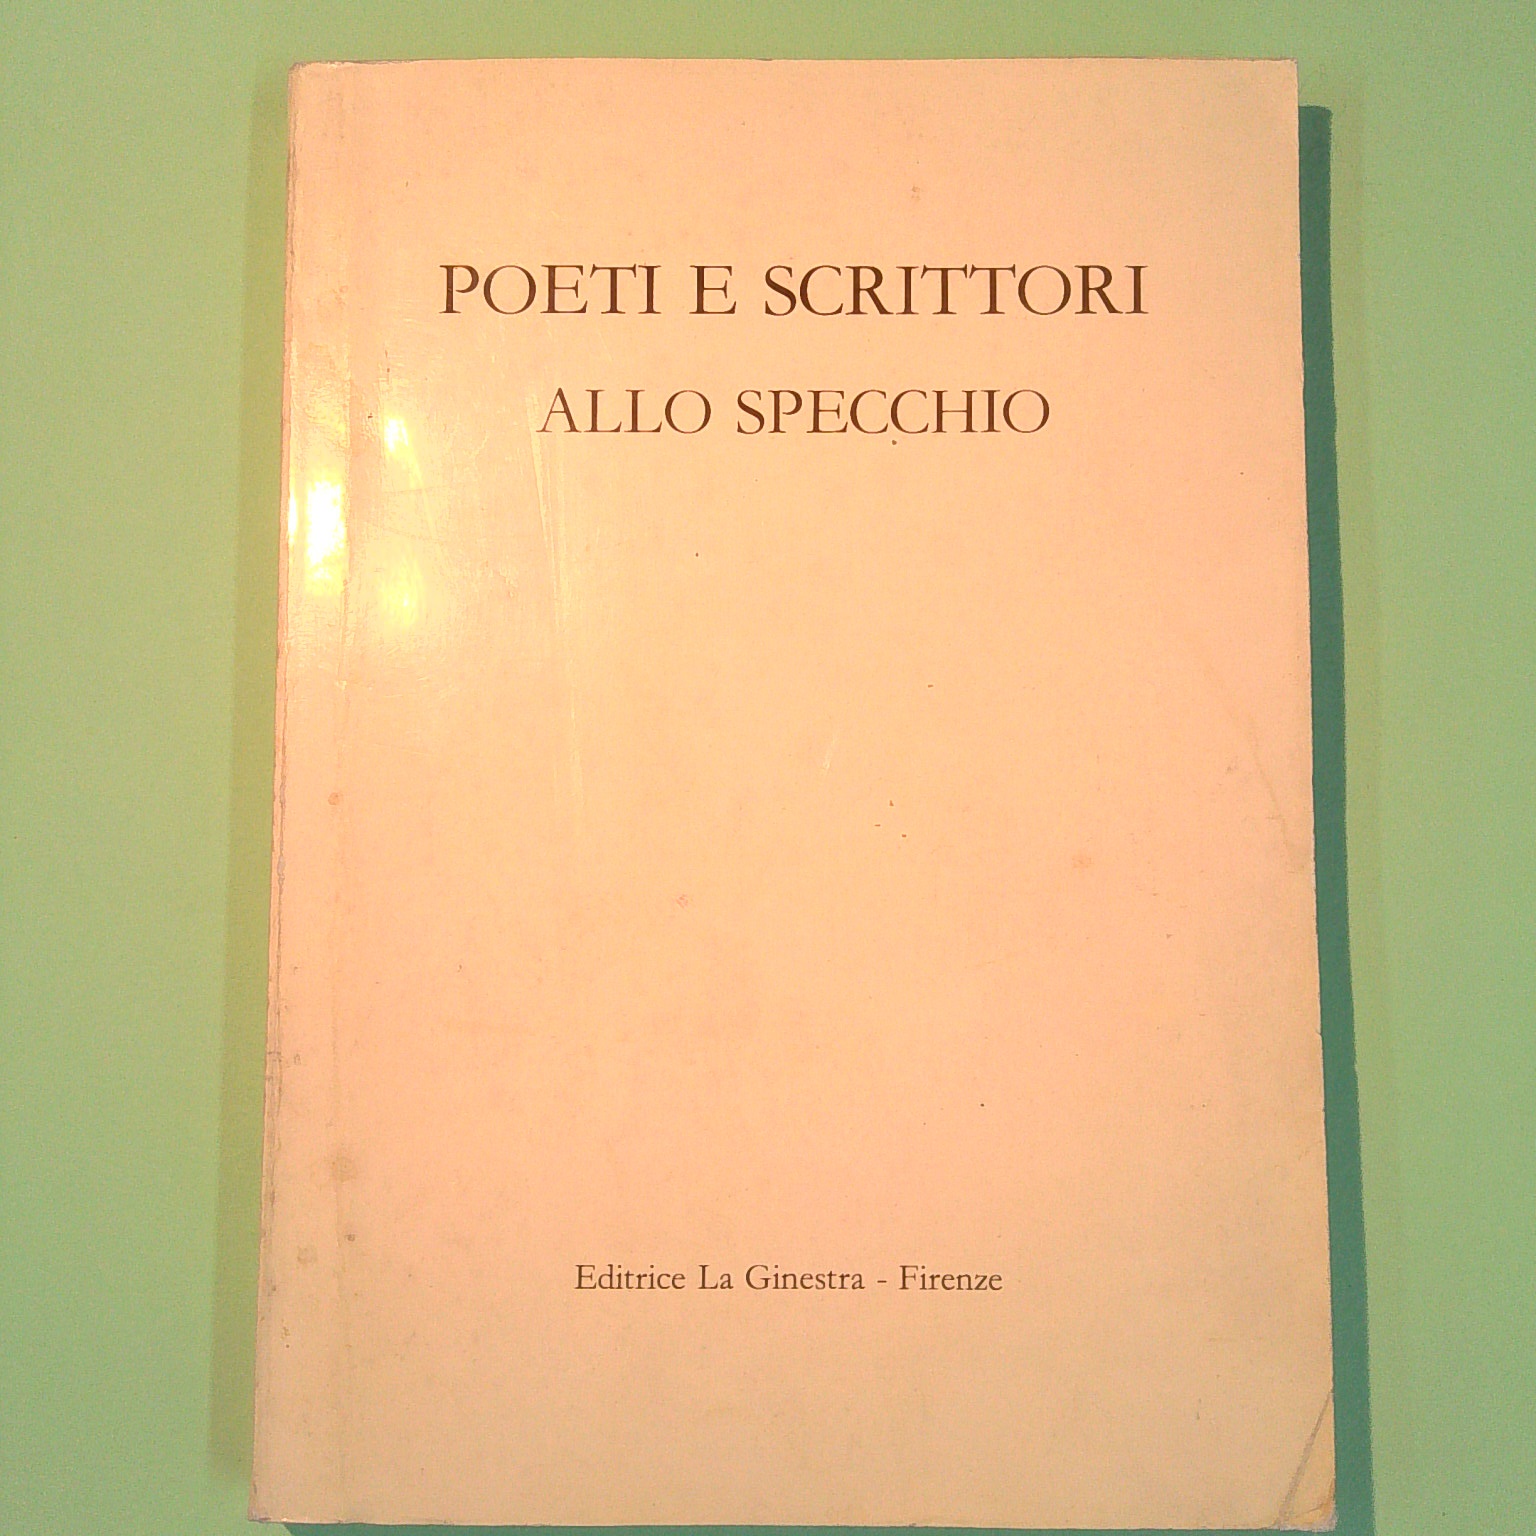 POETI E SCRITTORI
ALLO SPECCHIO
Editrice La Ginestra - Firenze